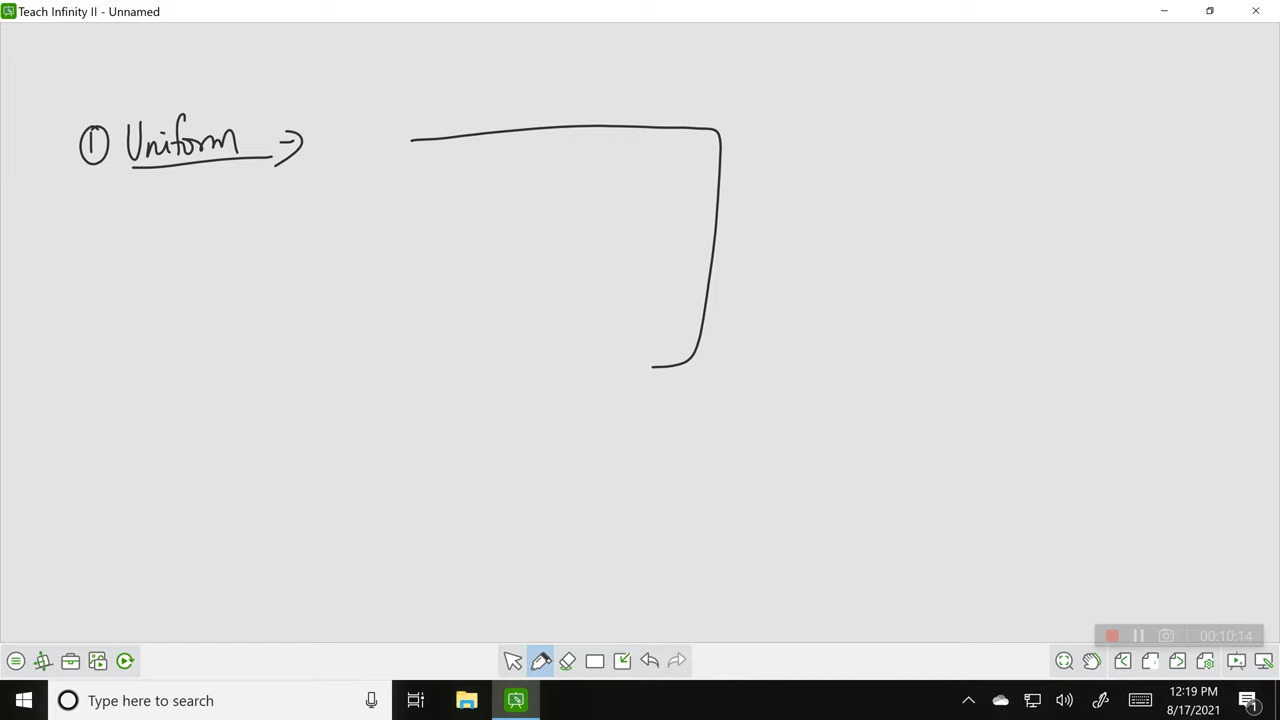 Teach Infinity II - Unnamed
① Uniform ⇒
00:10:14
Type here to search
12:19 PM
8/17/2021
1